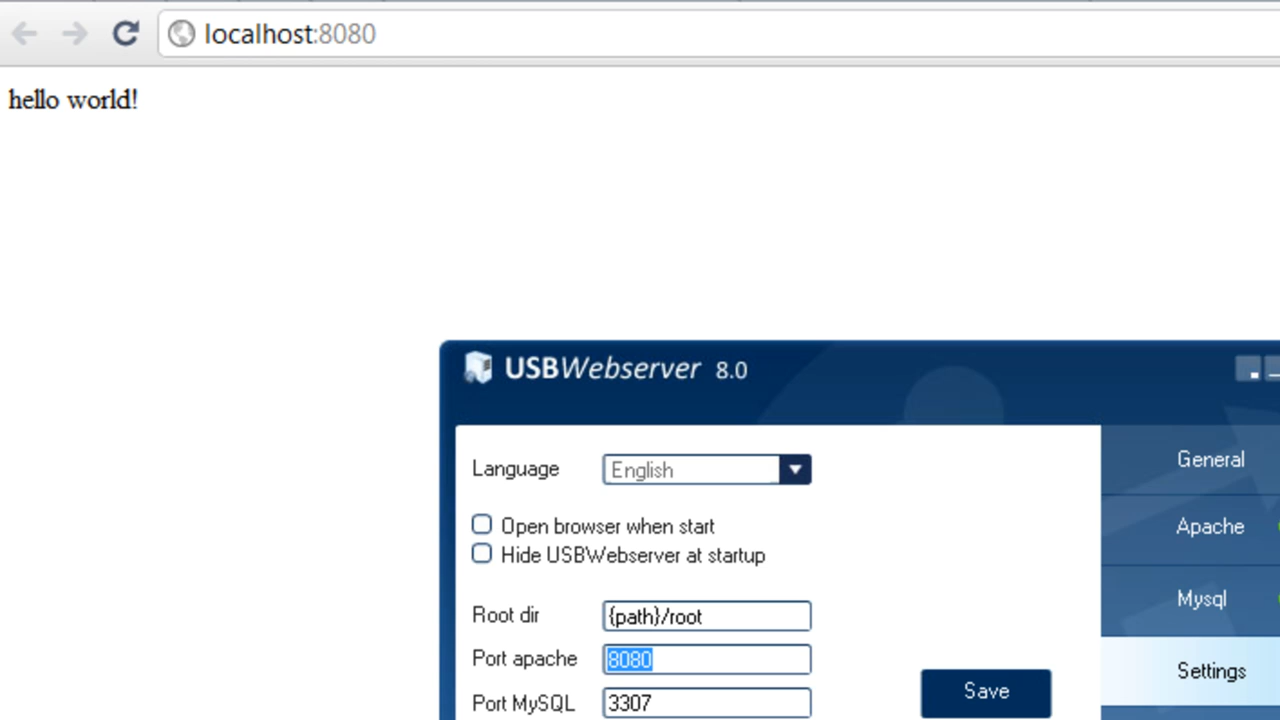 localhost:8080
hello world!
USBWebserver 8.0
Language English
Open browser when start
Hide USBWebserver at startup
Root dir {path}/root
Port apache 8080
Port MySQL 3307
Save
General
Apache
Mysql
Settings